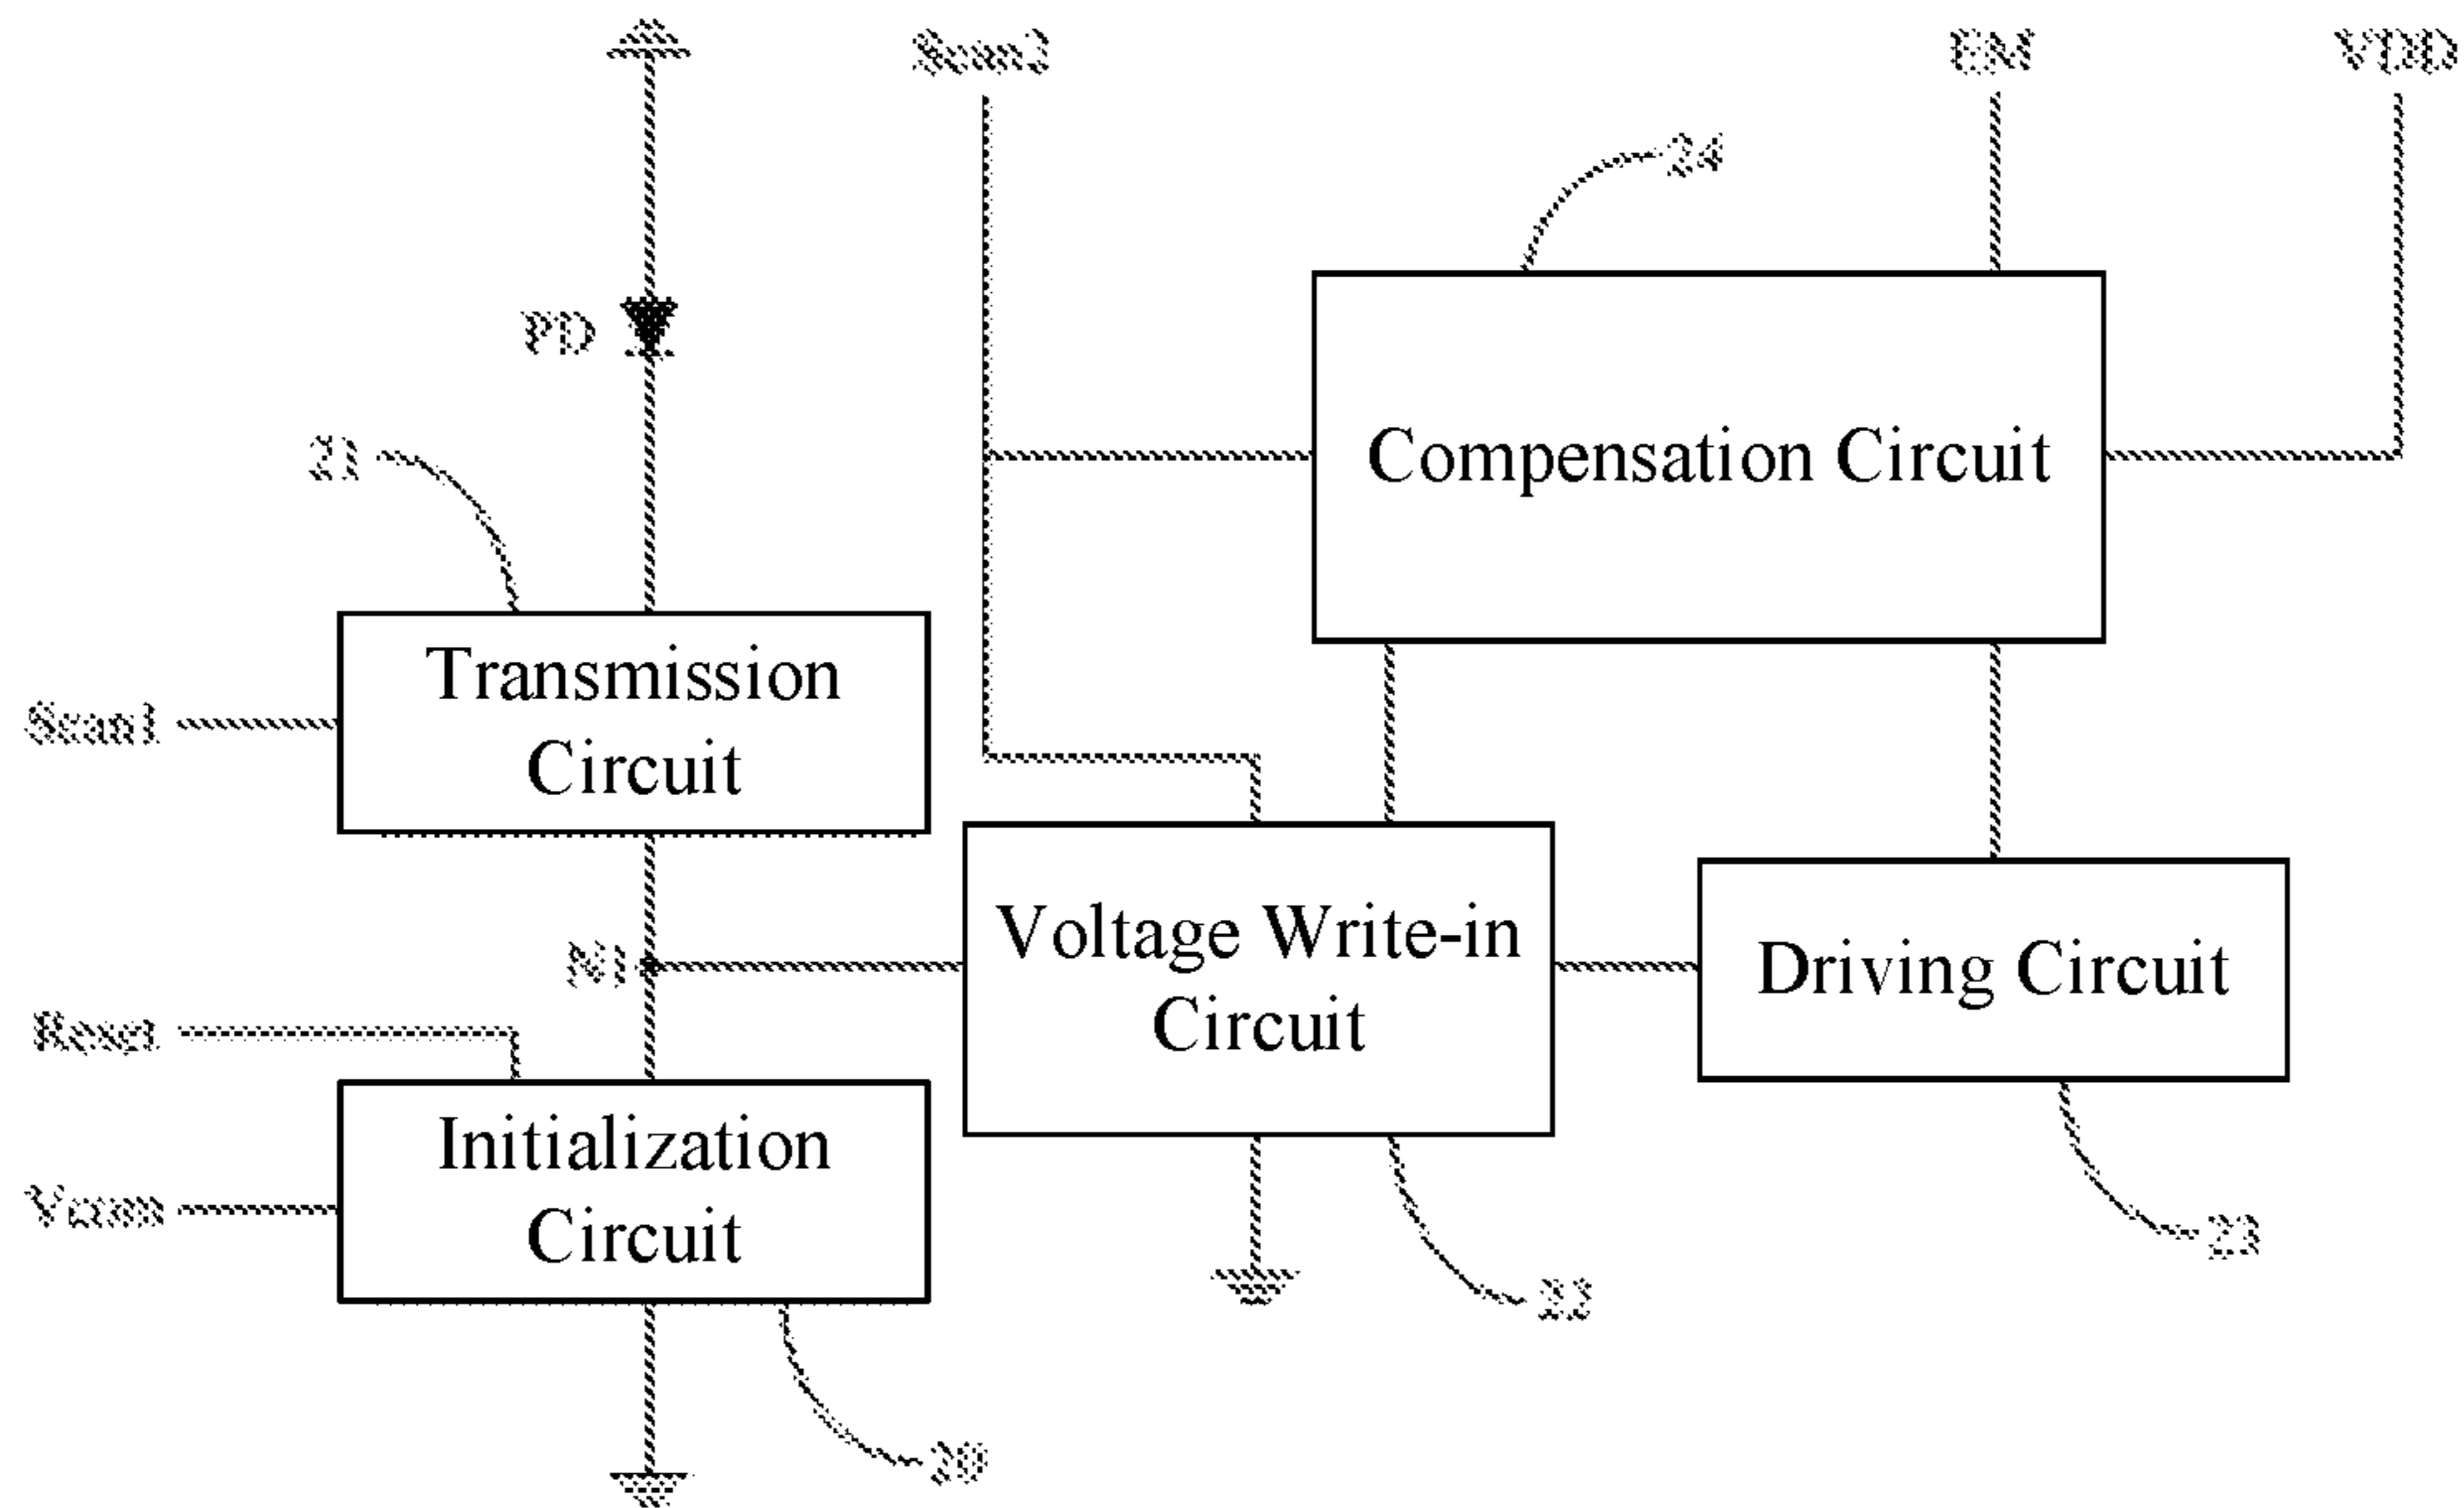 Scan2
EM
VDD
24
PD
21
Compensation Circuit
Transmission
Circuit
Scan1
Voltage Write-in
Circuit
Driving Circuit
N1
Reset
Initialization
Circuit
Vcom
23
22
20